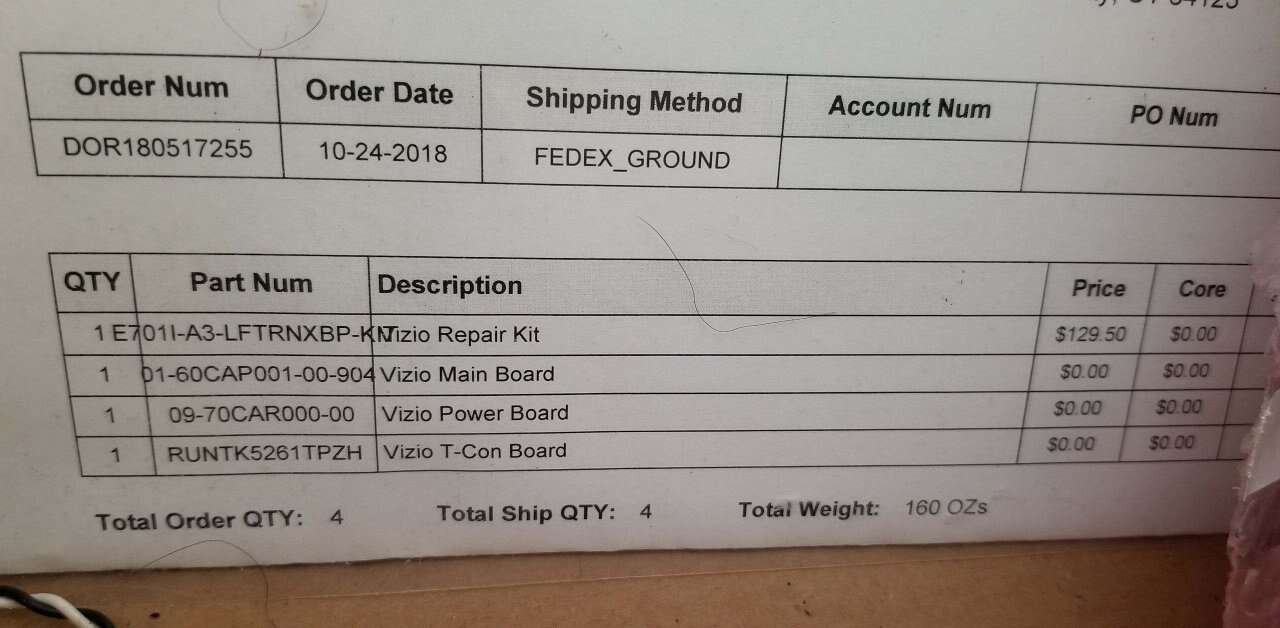 Order Num Order Date Shipping Method Account Num PO Num
DOR180517255 10-24-2018 FEDEX_GROUND
QTY Part Num Description Price Core
1 E701I-A3-LFTRNXBP-KIT Vizio Repair Kit $129.50 $0.00
1 01-60CAP001-00-904 Vizio Main Board $0.00 $0.00
1 09-70CAR000-00 Vizio Power Board $0.00 $0.00
1 RUNTK5261TPZH Vizio T-Con Board $0.00 $0.00
Total Order QTY: 4 Total Ship QTY: 4 Total Weight: 160 OZs